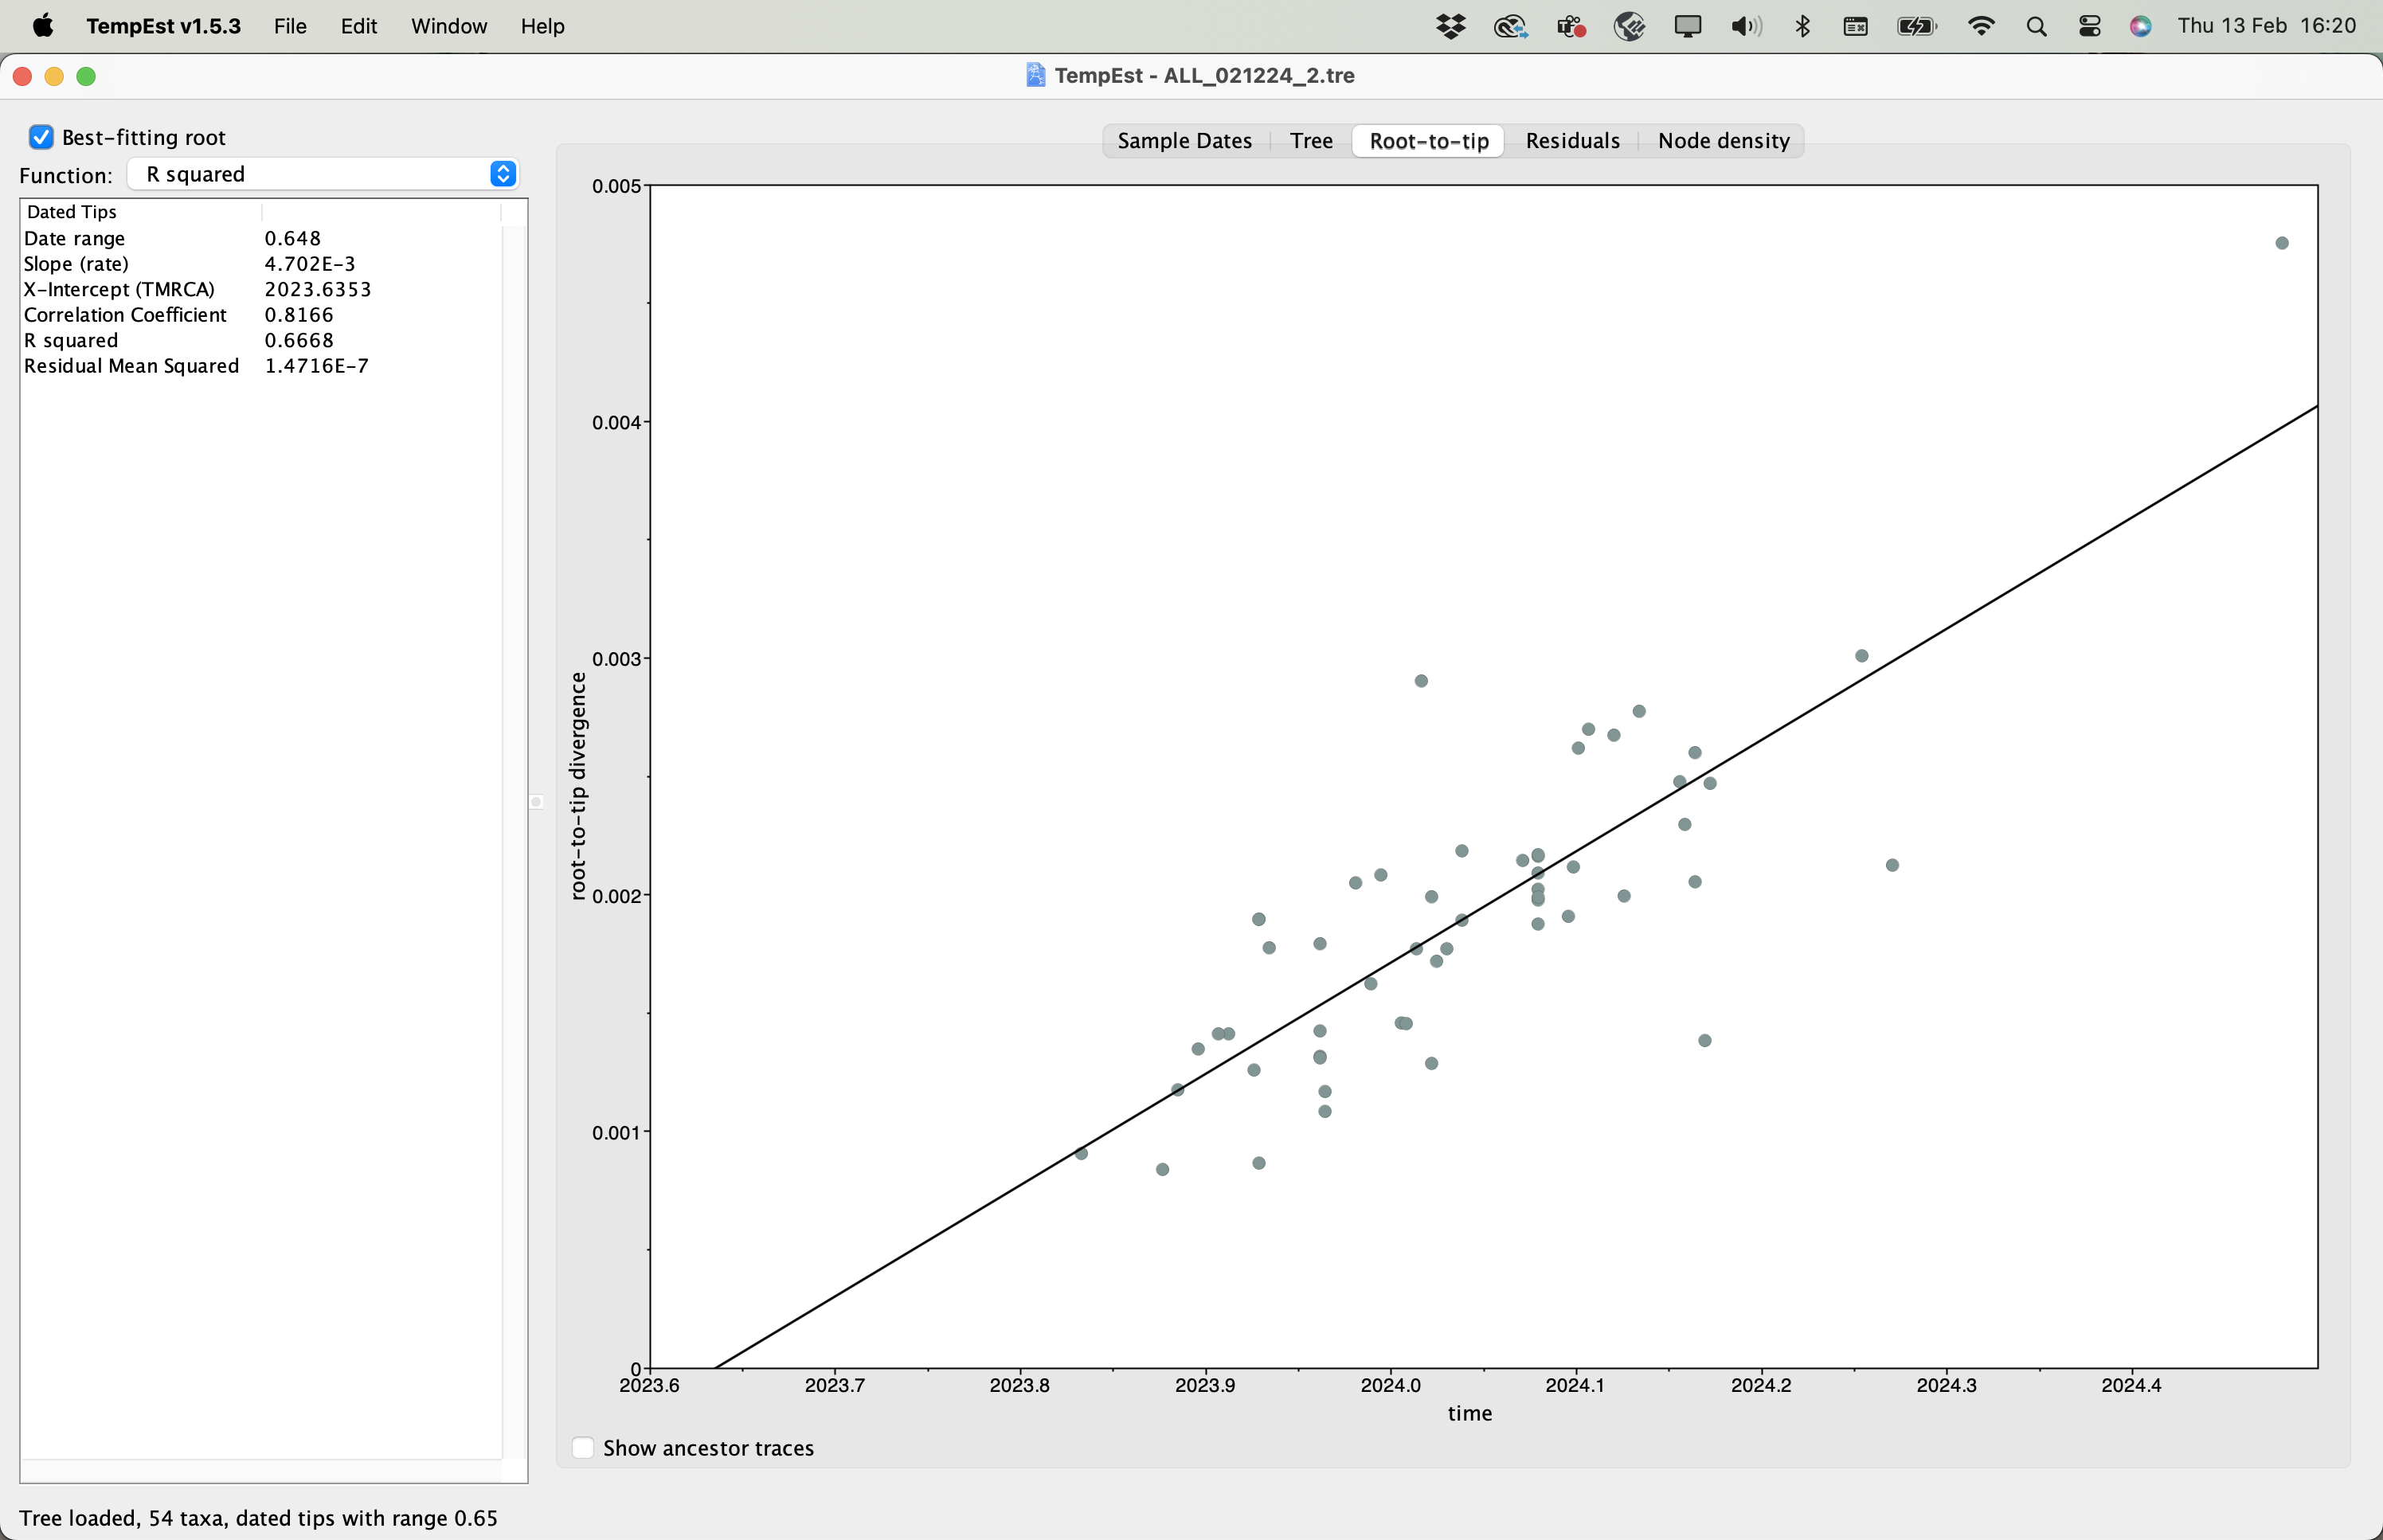 TempEst v1.5.3 File Edit Window Help Thu 13 Feb 16:20
TempEst - ALL_021224_2.tre
Best-fitting root
Function: R squared
Sample Dates Tree Root-to-tip Residuals Node density
Dated Tips
Date range 0.648
Slope (rate) 4.702E-3
X-Intercept (TMRCA) 2023.6353
Correlation Coefficient 0.8166
R squared 0.6668
Residual Mean Squared 1.4716E-7
0.005
0.004
0.003
0.002
0.001
0
root-to-tip divergence
2023.6 2023.7 2023.8 2023.9 2024.0 2024.1 2024.2 2024.3 2024.4
time
Show ancestor traces
Tree loaded, 54 taxa, dated tips with range 0.65